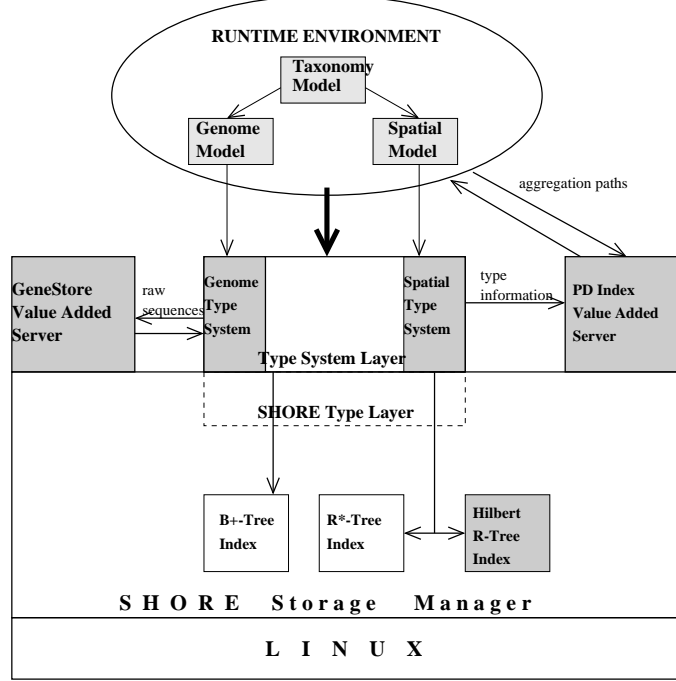 RUNTIME ENVIRONMENT
Taxonomy
Model
Genome
Model
Spatial
Model
aggregation paths
GeneStore
Value Added
Server
raw
sequences
Genome
Type
System
Spatial
Type
System
type
information
PD Index
Value Added
Server
Type System Layer
SHORE Type Layer
B+-Tree
Index
R*-Tree
Index
Hilbert
R-Tree
Index
SHORE Storage Manager
LINUX